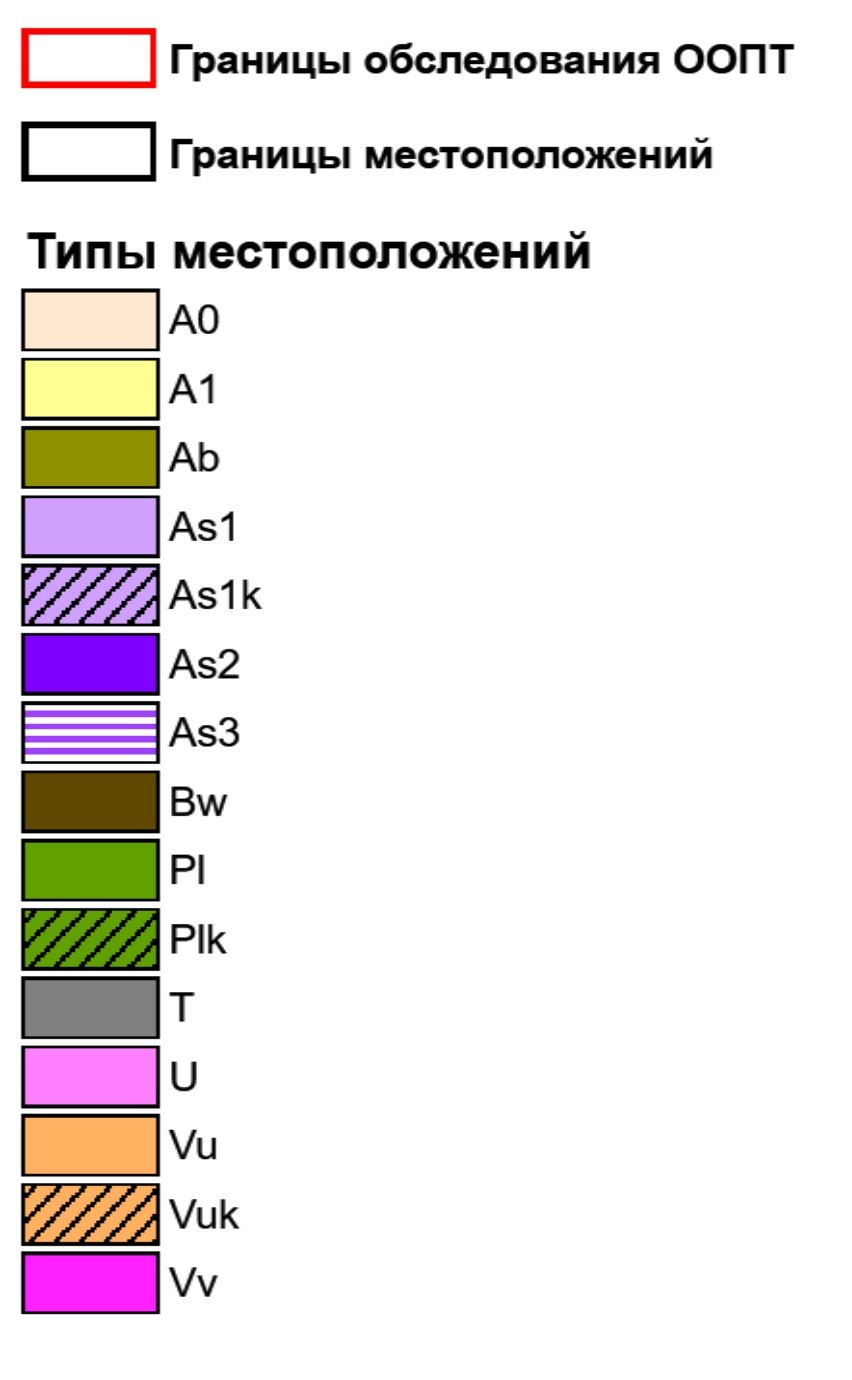 Границы обследования ООПТ
Границы местоположений
Типы местоположений
A0
A1
Ab
As1
As1k
As2
As3
Bw
Pl
Plk
T
U
Vu
Vuk
Vv